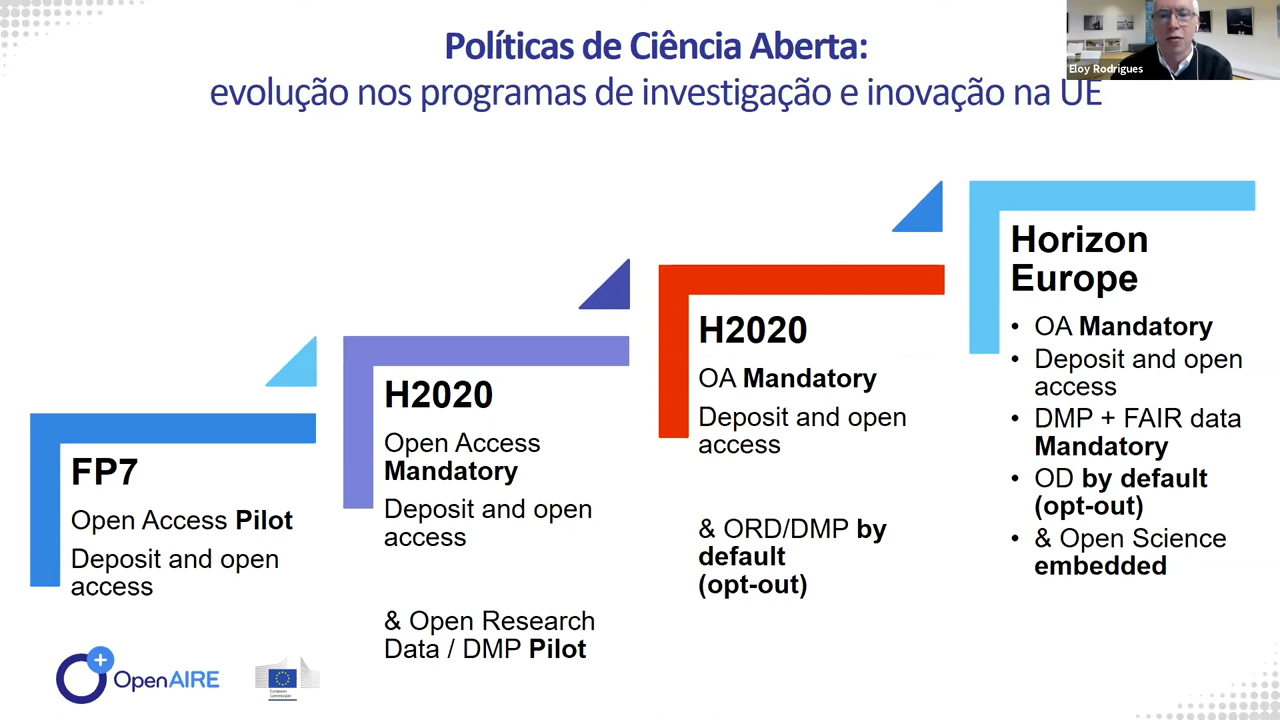 Políticas de Ciência Aberta:
evolução nos programas de investigação e inovação na UE
Eloy Rodrigues
FP7
Open Access Pilot
Deposit and open
access
H2020
Open Access
Mandatory
Deposit and open
access
& Open Research
Data / DMP Pilot
H2020
OA Mandatory
Deposit and open
access
& ORD/DMP by
default
(opt-out)
Horizon
Europe
• OA Mandatory
• Deposit and open
access
• DMP + FAIR data
Mandatory
• OD by default
(opt-out)
• & Open Science
embedded
OpenAIRE
European
Commission